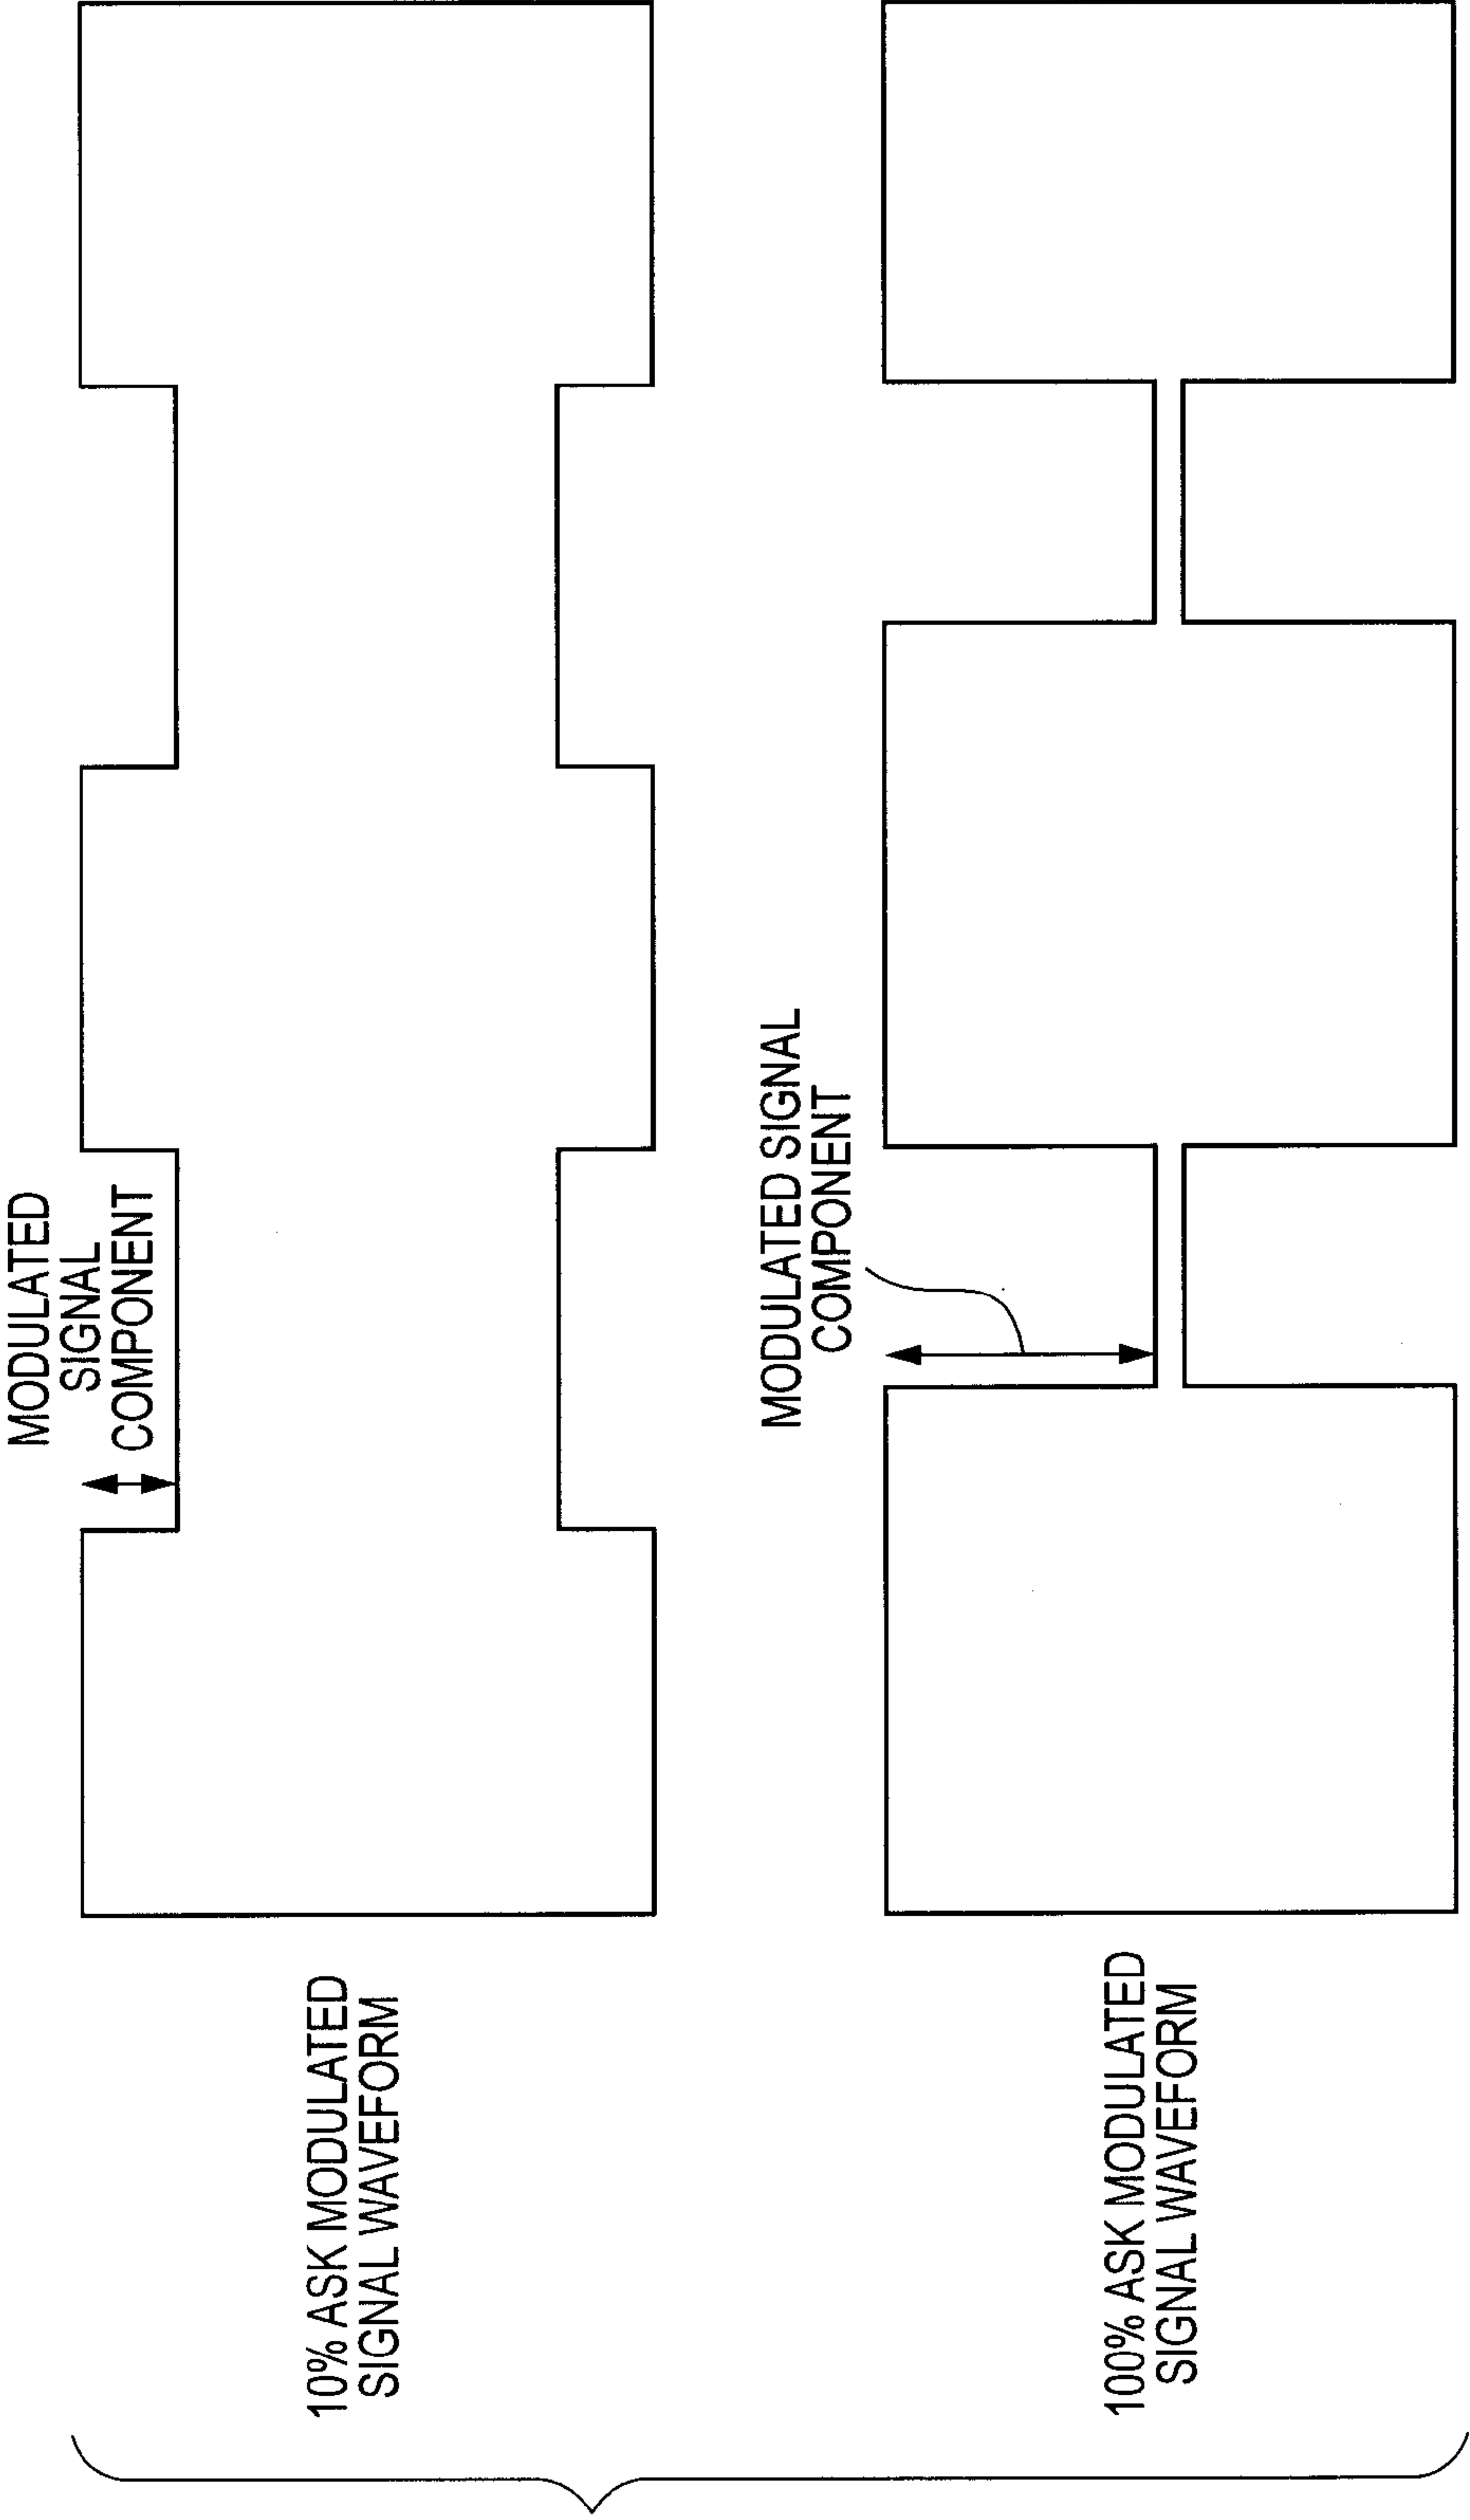 MODULATED
SIGNAL
COMPONENT
10% ASK MODULATED
SIGNAL WAVEFORM
MODULATED SIGNAL
COMPONENT
100% ASK MODULATED
SIGNAL WAVEFORM